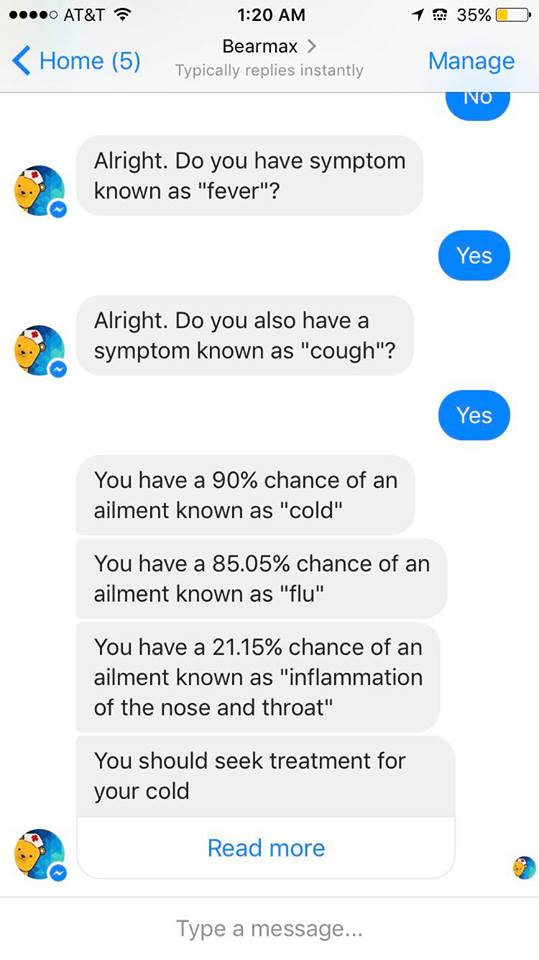 AT&T 1:20 AM 35%
Home (5) Bearmax Manage
Typically replies instantly
No
Alright. Do you have symptom
known as "fever"?
Yes
Alright. Do you also have a
symptom known as "cough"?
Yes
You have a 90% chance of an
ailment known as "cold"
You have a 85.05% chance of an
ailment known as "flu"
You have a 21.15% chance of an
ailment known as "inflammation
of the nose and throat"
You should seek treatment for
your cold
Read more
Type a message...